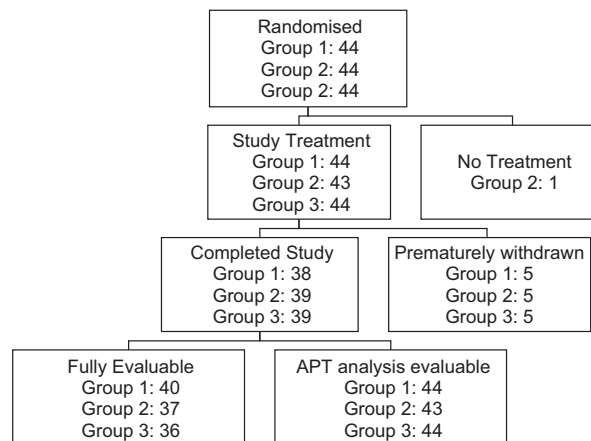 Randomised
Group 1: 44
Group 2: 44
Group 2: 44
Study Treatment
Group 1: 44
Group 2: 43
Group 3: 44
No Treatment
Group 2: 1
Completed Study
Group 1: 38
Group 2: 39
Group 3: 39
Prematurely withdrawn
Group 1: 5
Group 2: 5
Group 3: 5
Fully Evaluable
Group 1: 40
Group 2: 37
Group 3: 36
APT analysis evaluable
Group 1: 44
Group 2: 43
Group 3: 44